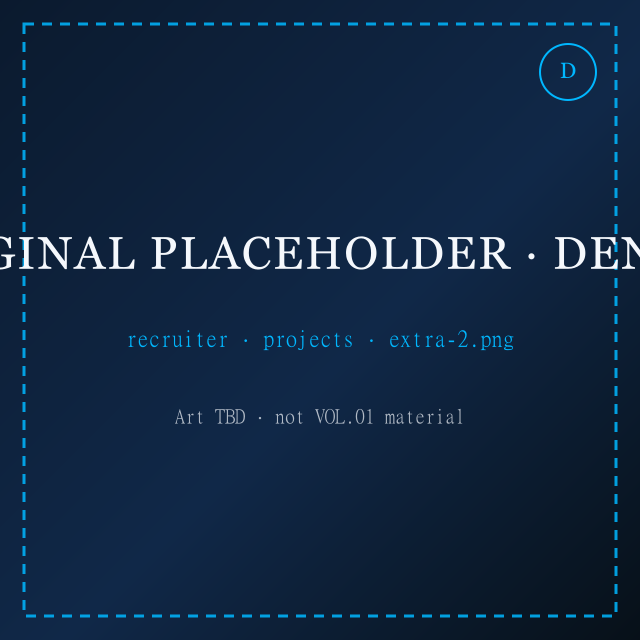 D
GINAL PLACEHOLDER · DEN
recruiter · projects · extra-2.png
Art TBD · not VOL.01 material